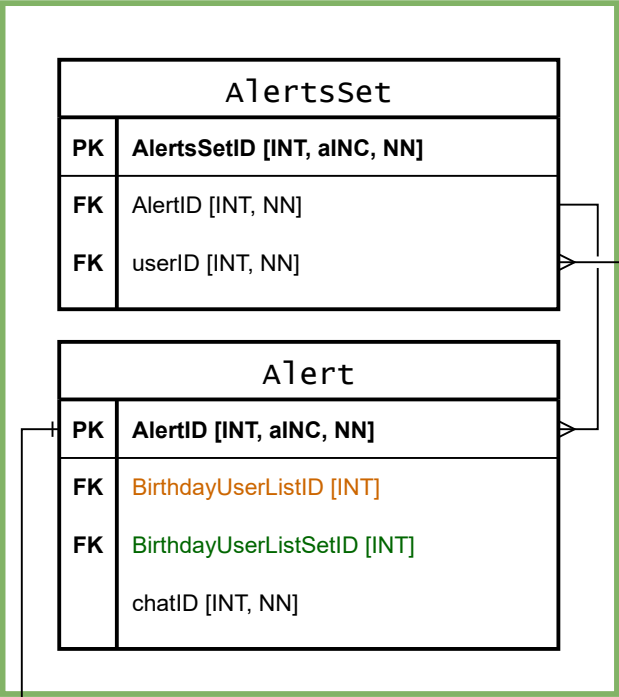 AlertsSet
PK AlertsSetID [INT, aINC, NN]
FK AlertID [INT, NN]
FK userID [INT, NN]
Alert
PK AlertID [INT, aINC, NN]
FK BirthdayUserListID [INT]
FK BirthdayUserListSetID [INT]
chatID [INT, NN]